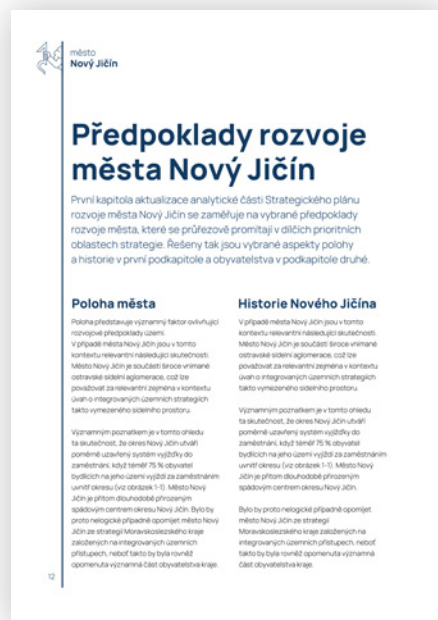 město
Nový Jičín
Předpoklady rozvoje
města Nový Jičín
První kapitola aktualizace analytické části Strategického plánu
rozvoje města Nový Jičín se zaměřuje na vybrané předpoklady
rozvoje města, které se průřezově promítají v dílčích prioritních
oblastech strategie. Řešeny tak jsou vybrané aspekty polohy
a historie v první podkapitole a obyvatelstva v podkapitole druhé.
Poloha města
Poloha představuje významný faktor ovlivňující
rozvojové předpoklady území.
V případě města Nový Jičín jsou v tomto
kontextu relevantní následující skutečnosti.
Město Nový Jičín je součástí široce vnímané
ostravské sídelní aglomerace, což lze
považovat za relevantní zejména v kontextu
úvah o integrovaných územních strategiích
takto vymezeného sídelního prostoru.
Významným poznatkem je v tomto ohledu
ta skutečnost, že okres Nový Jičín utváří
poměrně uzavřený systém vyjížďky do
zaměstnání, když téměř 75 % obyvatel
bydlících na jeho území vyjíždí za zaměstnáním
uvnitř okresu (viz obrázek 1-1). Město Nový
Jičín je přitom dlouhodobě přirozeným
spádovým centrem okresu Nový Jičín. Bylo by
proto nelogické případně opomíjet město Nový
Jičín ze strategií Moravskoslezského kraje
založených na integrovaných územních
přístupech, neboť takto by byla rovněž
opomenuta významná část obyvatelstva kraje.
Historie Nového Jičína
V případě města Nový Jičín jsou v tomto
kontextu relevantní následující skutečnosti.
Město Nový Jičín je součástí široce vnímané
ostravské sídelní aglomerace, což lze
považovat za relevantní zejména v kontextu
úvah o integrovaných územních strategiích
takto vymezeného sídelního prostoru.
Významným poznatkem je v tomto ohledu
ta skutečnost, že okres Nový Jičín utváří
poměrně uzavřený systém vyjížďky do
zaměstnání, když téměř 75 % obyvatel
bydlících na jeho území vyjíždí za zaměstnáním
uvnitř okresu (viz obrázek 1-1). Město Nový
Jičín je přitom dlouhodobě přirozeným
spádovým centrem okresu Nový Jičín.
Bylo by proto nelogické případně opomíjet
město Nový Jičín ze strategií
Moravskoslezského kraje založených na
integrovaných územních přístupech, neboť
takto by byla rovněž opomenuta významná
část obyvatelstva kraje.
12